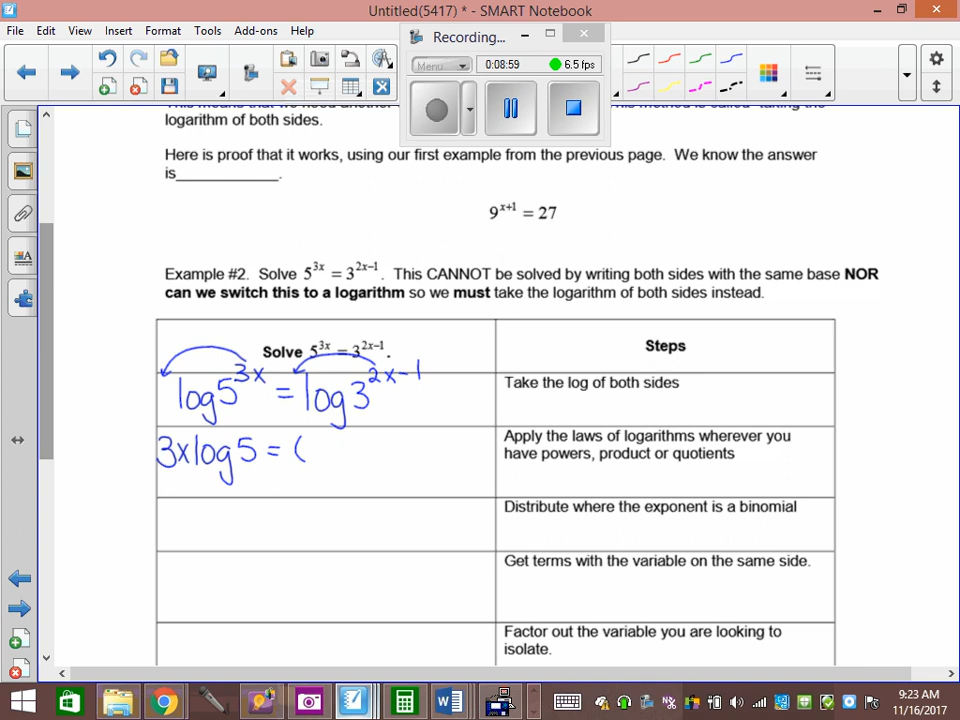 Untitled(5417) * - SMART Notebook
File Edit View Insert Format Tools Add-ons Help
Recording...
Menu 0:08:59 6.5 fps
logarithm of both sides.
Here is proof that it works, using our first example from the previous page. We know the answer
is____________.
9^{x+1} = 27
Example #2. Solve 5^{3x} = 3^{2x-1}. This CANNOT be solved by writing both sides with the same base NOR
can we switch this to a logarithm so we must take the logarithm of both sides instead.
Solve 5^{3x} = 3^{2x-1}.
Steps
log5^{3x} = log3^{2x-1}
Take the log of both sides
3xlog5 = (
Apply the laws of logarithms wherever you
have powers, product or quotients
Distribute where the exponent is a binomial
Get terms with the variable on the same side.
Factor out the variable you are looking to
isolate.
9:23 AM
11/16/2017